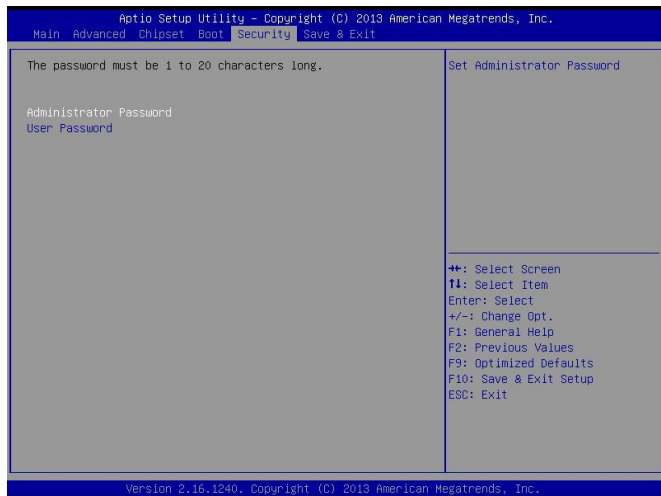 Aptio Setup Utility – Copyright (C) 2013 American Megatrends, Inc.
Main Advanced Chipset Boot Security Save & Exit
The password must be 1 to 20 characters long.
Administrator Password
User Password
Set Administrator Password
→←: Select Screen
↑↓: Select Item
Enter: Select
+/-: Change Opt.
F1: General Help
F2: Previous Values
F9: Optimized Defaults
F10: Save & Exit Setup
ESC: Exit
Version 2.16.1240. Copyright (C) 2013 American Megatrends, Inc.